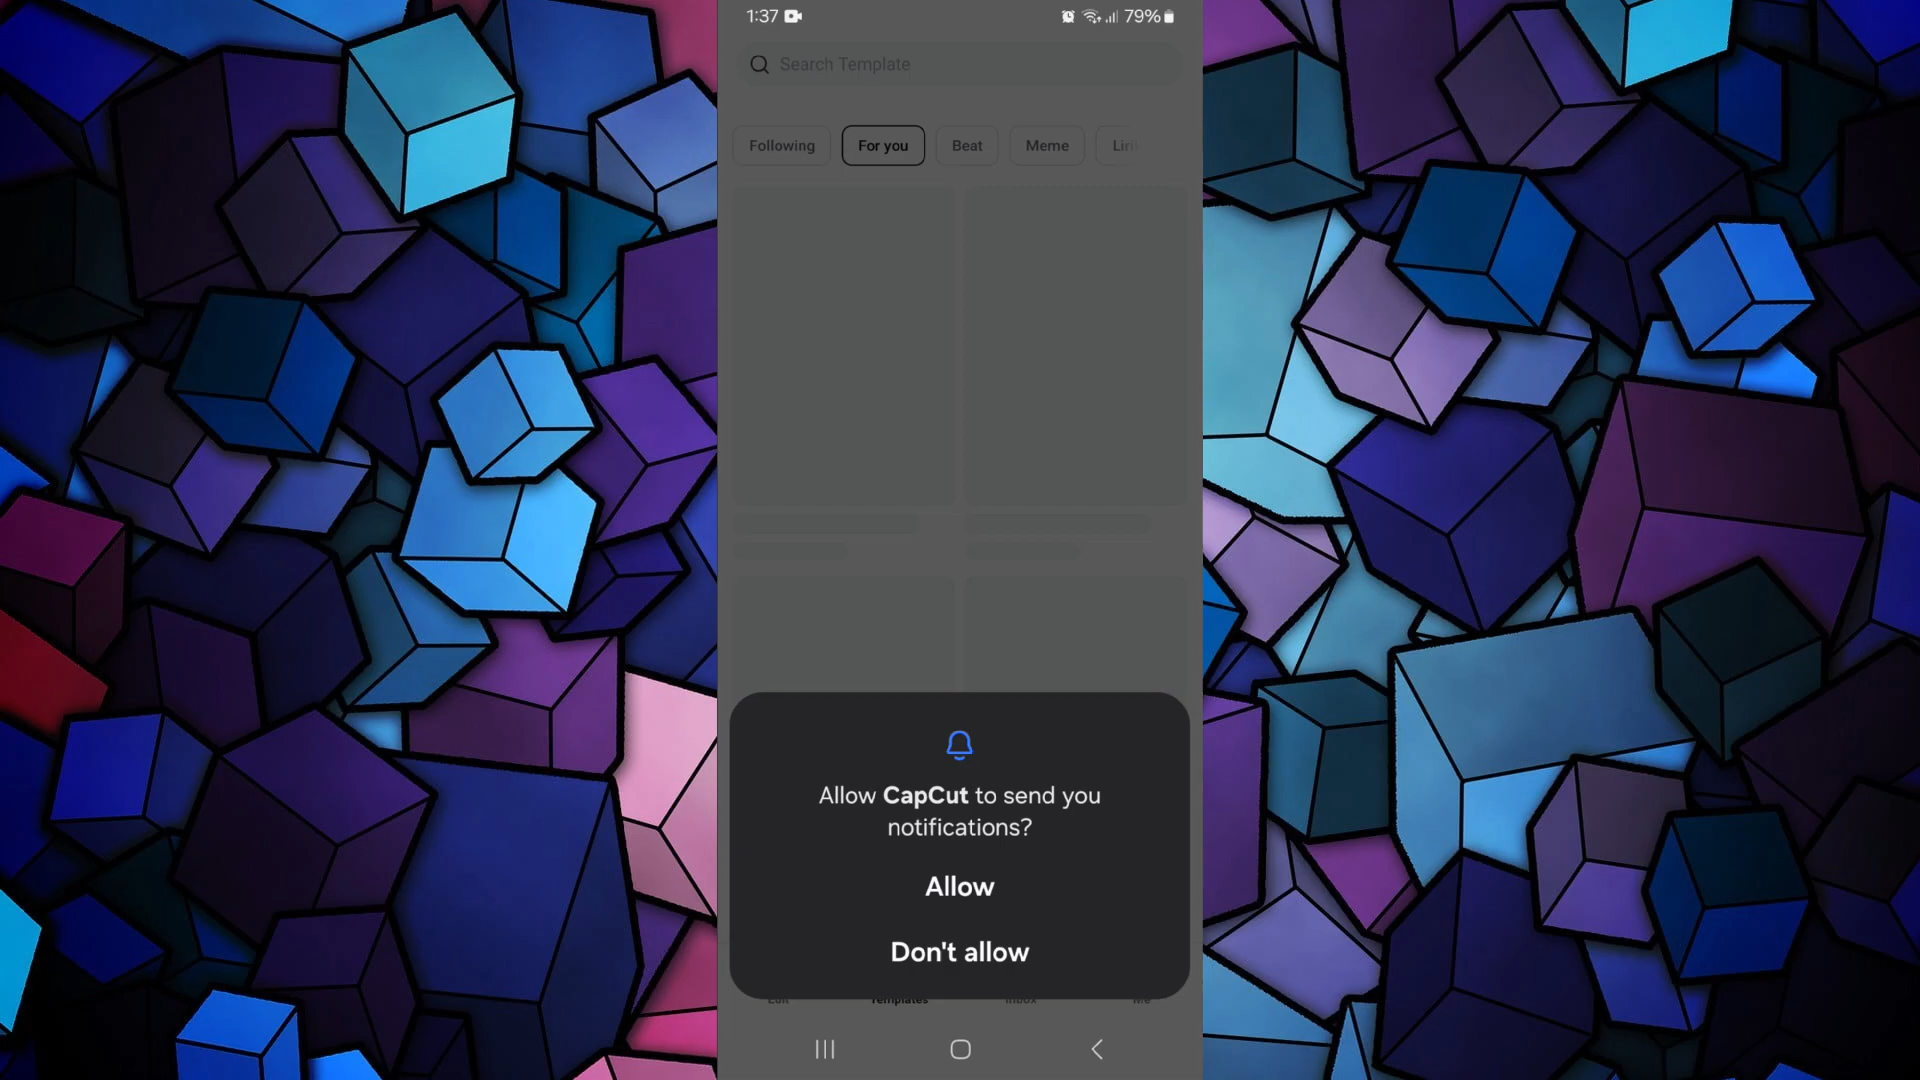 1:37
79%
Search Template
Following
For you
Beat
Meme
Allow CapCut to send you
notifications?
Allow
Don't allow
Edit
Templates
Inbox
Me